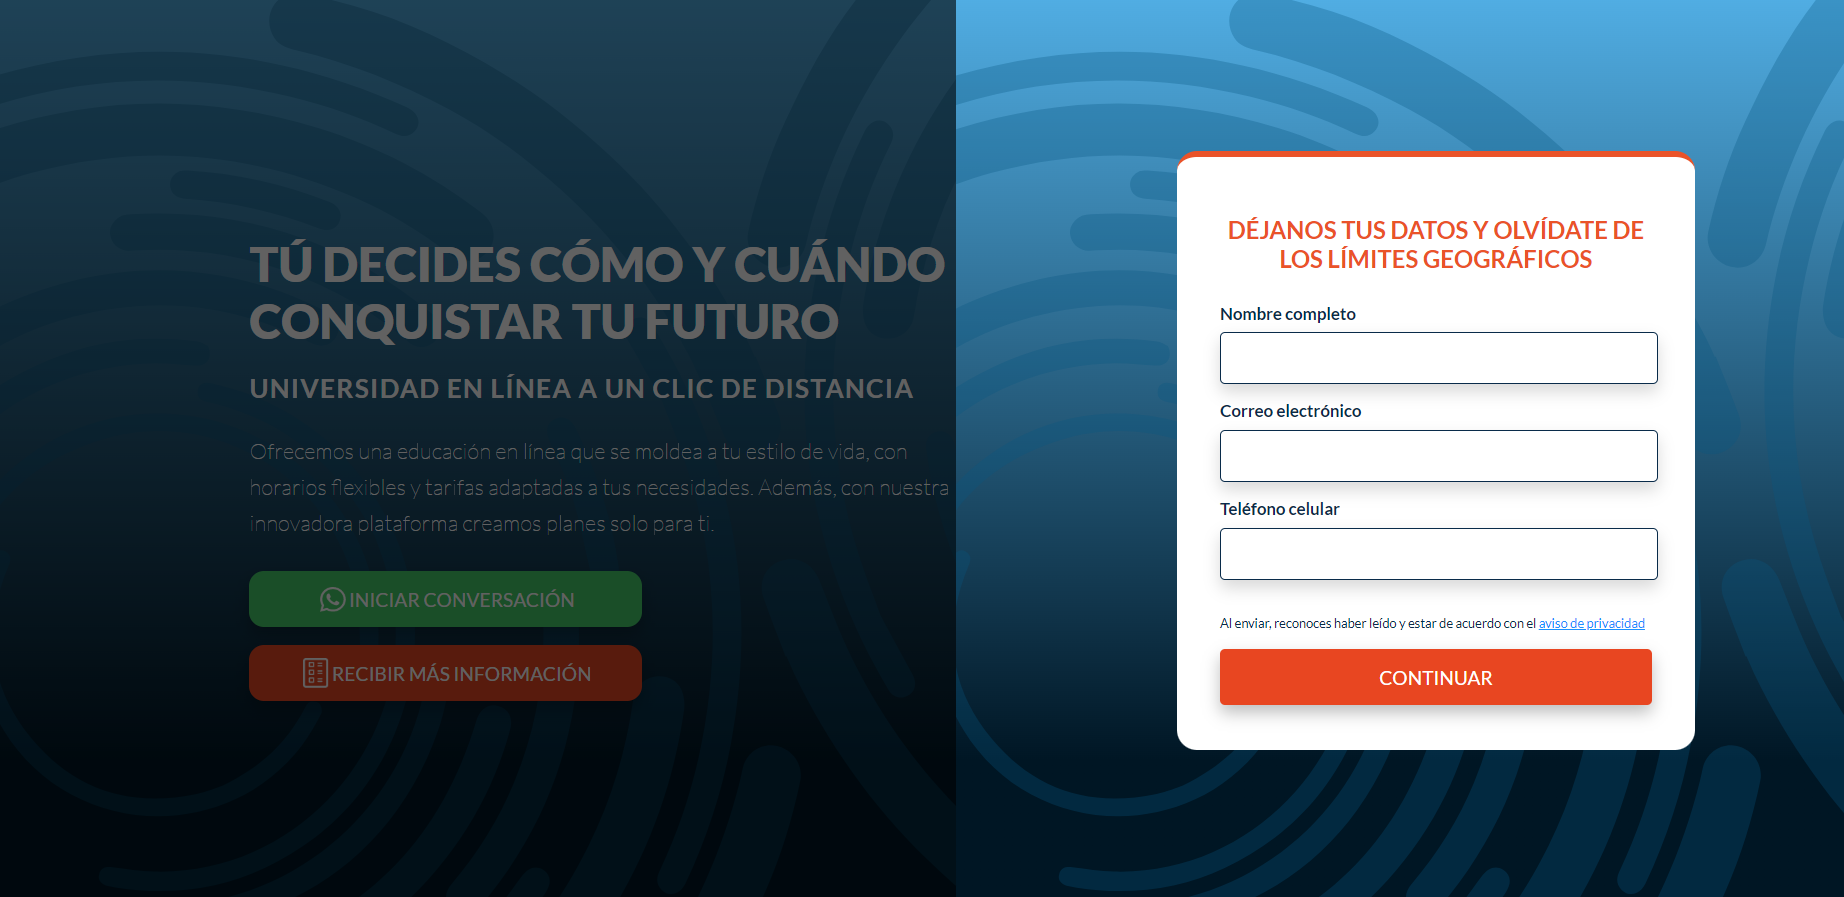 TÚ DECIDES CÓMO Y CUÁNDO
CONQUISTAR TU FUTURO
UNIVERSIDAD EN LÍNEA A UN CLIC DE DISTANCIA
Ofrecemos una educación en línea que se moldea a tu estilo de vida, con
horarios flexibles y tarifas adaptadas a tus necesidades. Además, con nuestra
innovadora plataforma creamos planes solo para ti.
INICIAR CONVERSACIÓN
RECIBIR MÁS INFORMACIÓN
DÉJANOS TUS DATOS Y OLVÍDATE DE
LOS LÍMITES GEOGRÁFICOS
Nombre completo
Correo electrónico
Teléfono celular
Al enviar, reconoces haber leído y estar de acuerdo con el aviso de privacidad
CONTINUAR